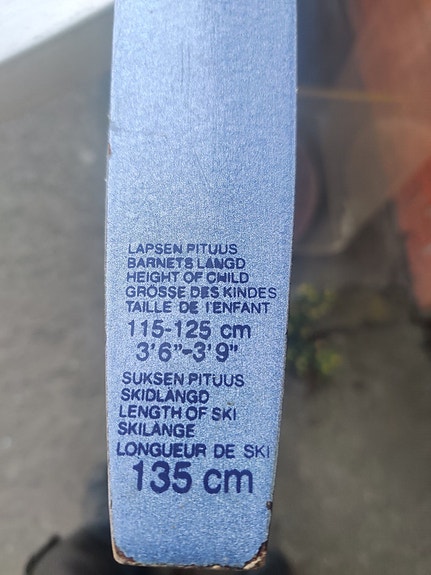 LAPSEN PITUUS
BARNETS LÄNGD
HEIGHT OF CHILD
GRÖSSE DES KINDES
TAILLE DE l'ENFANT
115-125 cm
3'6"-3'9"
SUKSEN PITUUS
SKIDLÄNGD
LENGTH OF SKI
SKILÄNGE
LONGUEUR DE SKI
135 cm